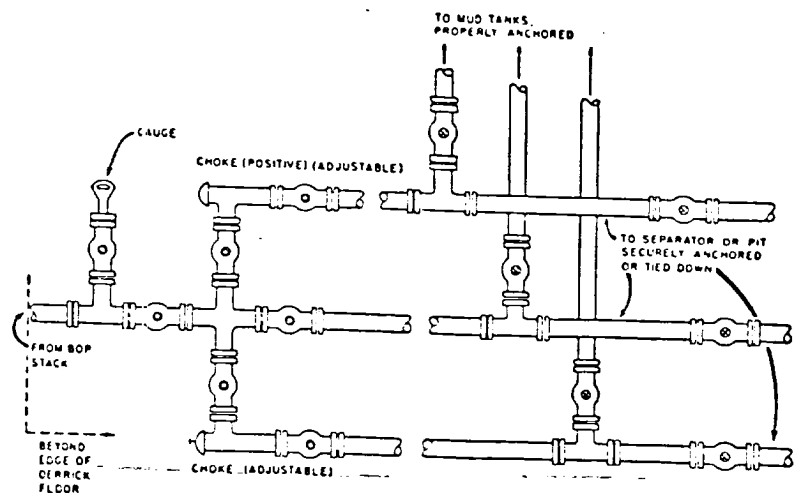 TO MUD TANKS,
PROPERLY ANCHORED
GAUGE
CHOKE (POSITIVE) (ADJUSTABLE)
TO SEPARATOR OR PIT
SECURELY ANCHORED
OR TIED DOWN
FROM BOP
STACK
BEYOND
EDGE OF
DERRICK
FLOOR
CHOKE (ADJUSTABLE)